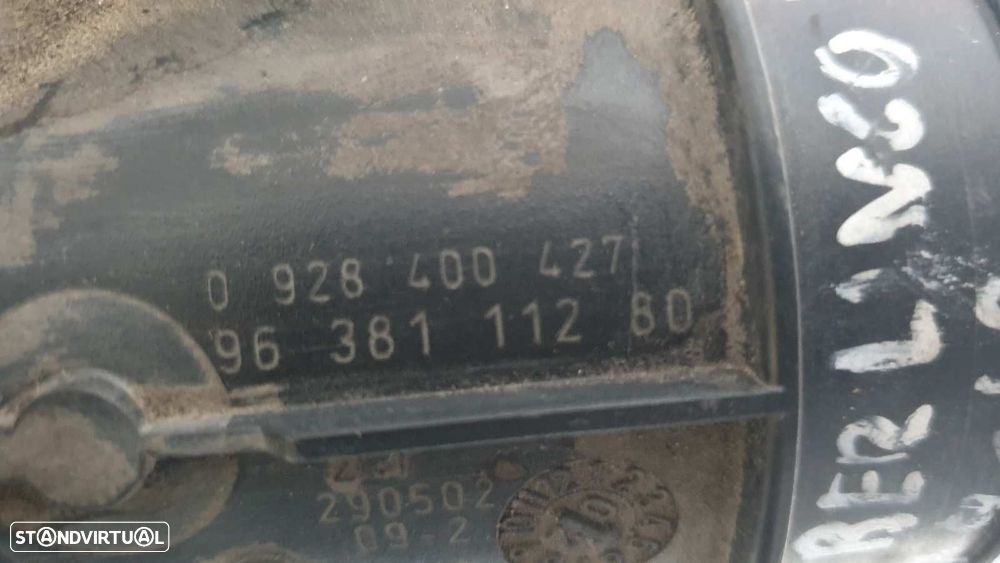 0 928 400 427
96 381 112 80
290502
09-2
BERLINGO
STANDVIRTUAL